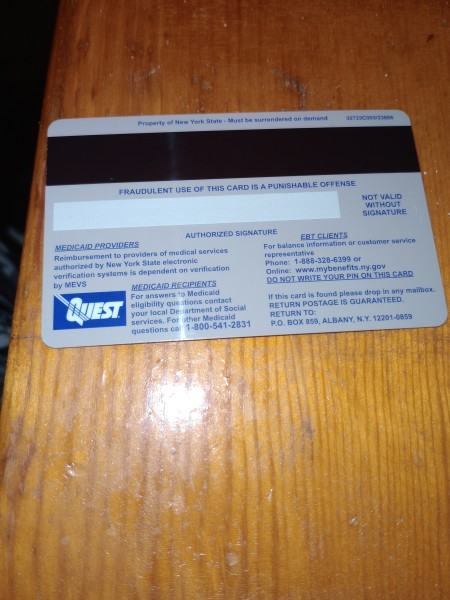 Property of New York State - Must be surrendered on demand
FRAUDULENT USE OF THIS CARD IS A PUNISHABLE OFFENSE
NOT VALID
WITHOUT
SIGNATURE
AUTHORIZED SIGNATURE
MEDICAID PROVIDERS
Reimbursement to providers of medical services
authorized by New York State electronic
verification systems is dependent on verification
by MEVS
MEDICAID RECIPIENTS
For answers to Medicaid
eligibility questions contact
your local Department of Social
services. For other Medicaid
questions call 1-800-541-2831
QUEST
EBT CLIENTS
For balance information or customer service
representative
Phone: 1-888-328-6399 or
Online: www.mybenefits.ny.gov
DO NOT WRITE YOUR PIN ON THIS CARD
If this card is found please drop in any mailbox.
RETURN POSTAGE IS GUARANTEED.
RETURN TO:
P.O. BOX 859, ALBANY, N.Y. 12201-0859